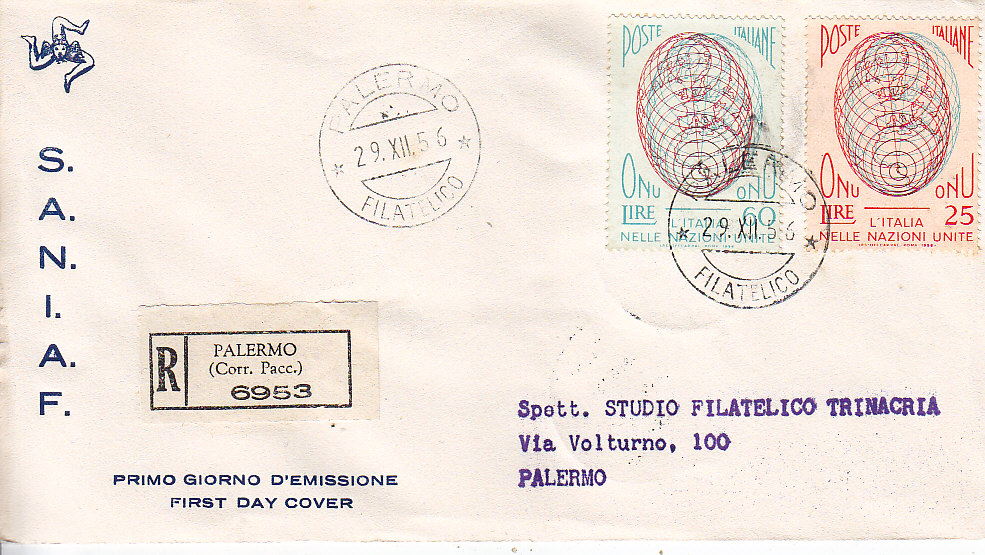 S.
A.
N.
I.
A.
F.
PALERMO
29.XII.56
FILATELICO
POSTE ITALIANE
ONU ONU
LIRE 60
L'ITALIA
NELLE NAZIONI UNITE
POSTE ITALIANE
ONU ONU
LIRE 25
L'ITALIA
NELLE NAZIONI UNITE
PALERMO
29.XII.56
FILATELICO
R
PALERMO
(Corr. Pacc.)
6953
Spett. STUDIO FILATELICO TRINACRIA
Via Volturno, 100
PALERMO
PRIMO GIORNO D'EMISSIONE
FIRST DAY COVER